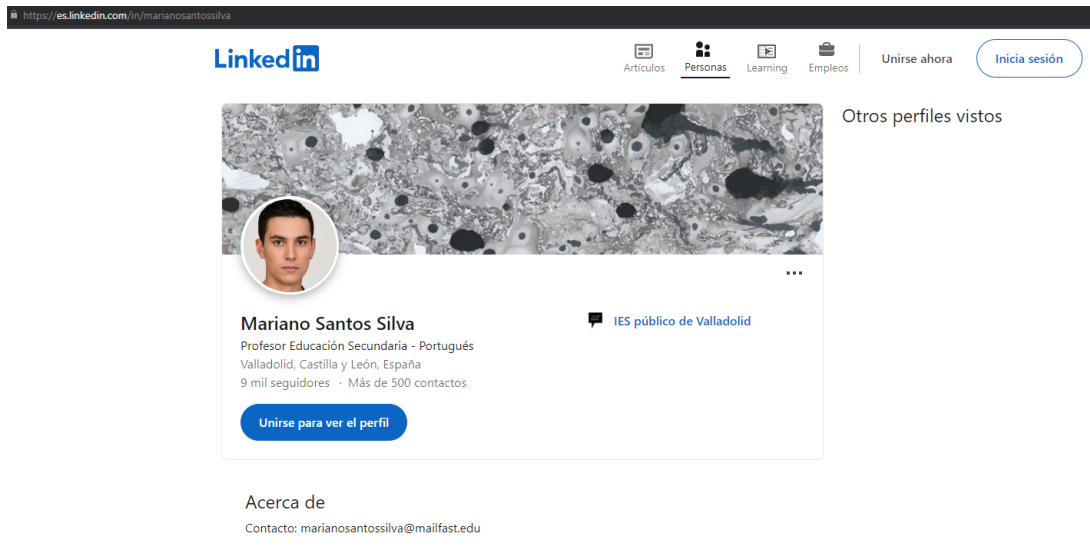 https://es.linkedin.com/in/marianosantossilva
Linked in
Artículos
Personas
Learning
Empleos
Unirse ahora
Inicia sesión
Otros perfiles vistos
Mariano Santos Silva
IES público de Valladolid
Profesor Educación Secundaria - Portugués
Valladolid, Castilla y León, España
9 mil seguidores · Más de 500 contactos
Unirse para ver el perfil
Acerca de
Contacto: marianosantossilva@mailfast.edu